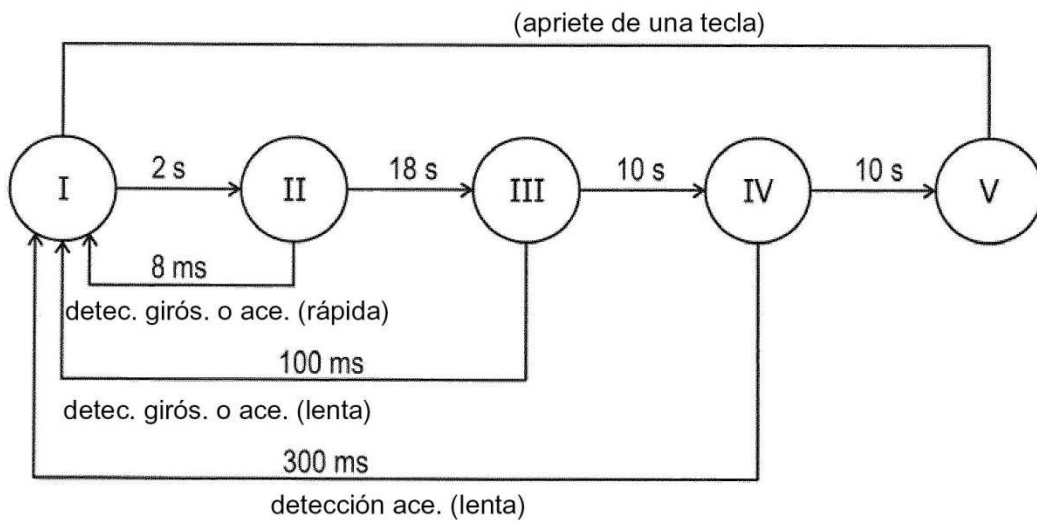 (apriete de una tecla)
I
2 s
II
18 s
III
10 s
IV
10 s
V
8 ms
detec. girós. o ace. (rápida)
100 ms
detec. girós. o ace. (lenta)
300 ms
detección ace. (lenta)